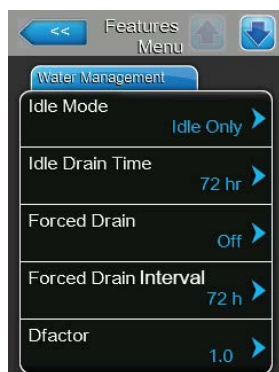 <<
Features
Menu
Water Management
Idle Mode
Idle Only
Idle Drain Time
72 hr
Forced Drain
Off
Forced Drain Interval
72 h
Dfactor
1.0